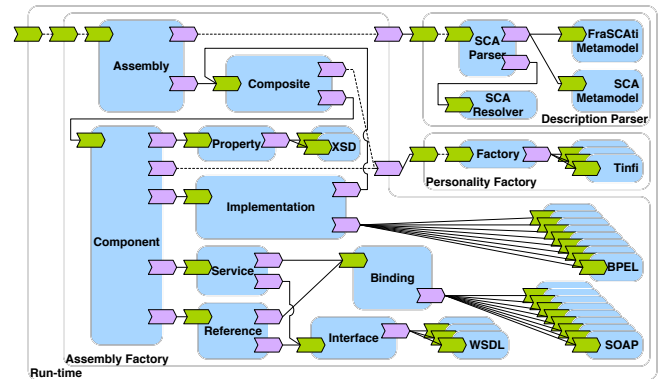 Assembly
Composite
SCA
Parser
FraSCAti
Metamodel
SCA
Metamodel
SCA
Resolver
Description Parser
Component
Property
XSD
Factory
Tinfi
Personality Factory
Implementation
BPEL
Service
Binding
Reference
Interface
WSDL
SOAP
Assembly Factory
Run-time